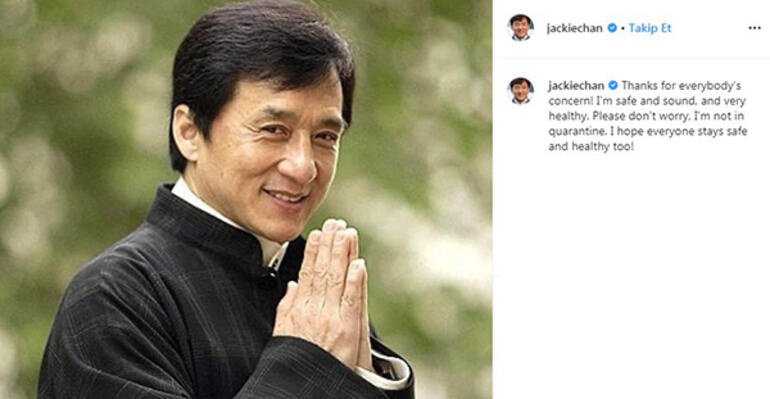 jackiechan • Takip Et
jackiechan Thanks for everybody's
concern! I'm safe and sound, and very
healthy. Please don't worry, I'm not in
quarantine. I hope everyone stays safe
and healthy too!